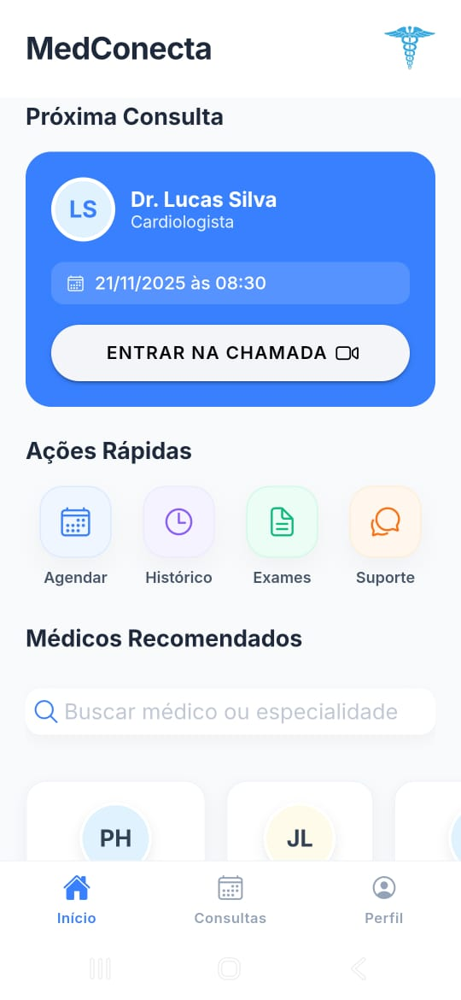 MedConecta
Próxima Consulta
LS
Dr. Lucas Silva
Cardiologista
21/11/2025 às 08:30
ENTRAR NA CHAMADA
Ações Rápidas
Agendar
Histórico
Exames
Suporte
Médicos Recomendados
Buscar médico ou especialidade
PH
JL
Início
Consultas
Perfil